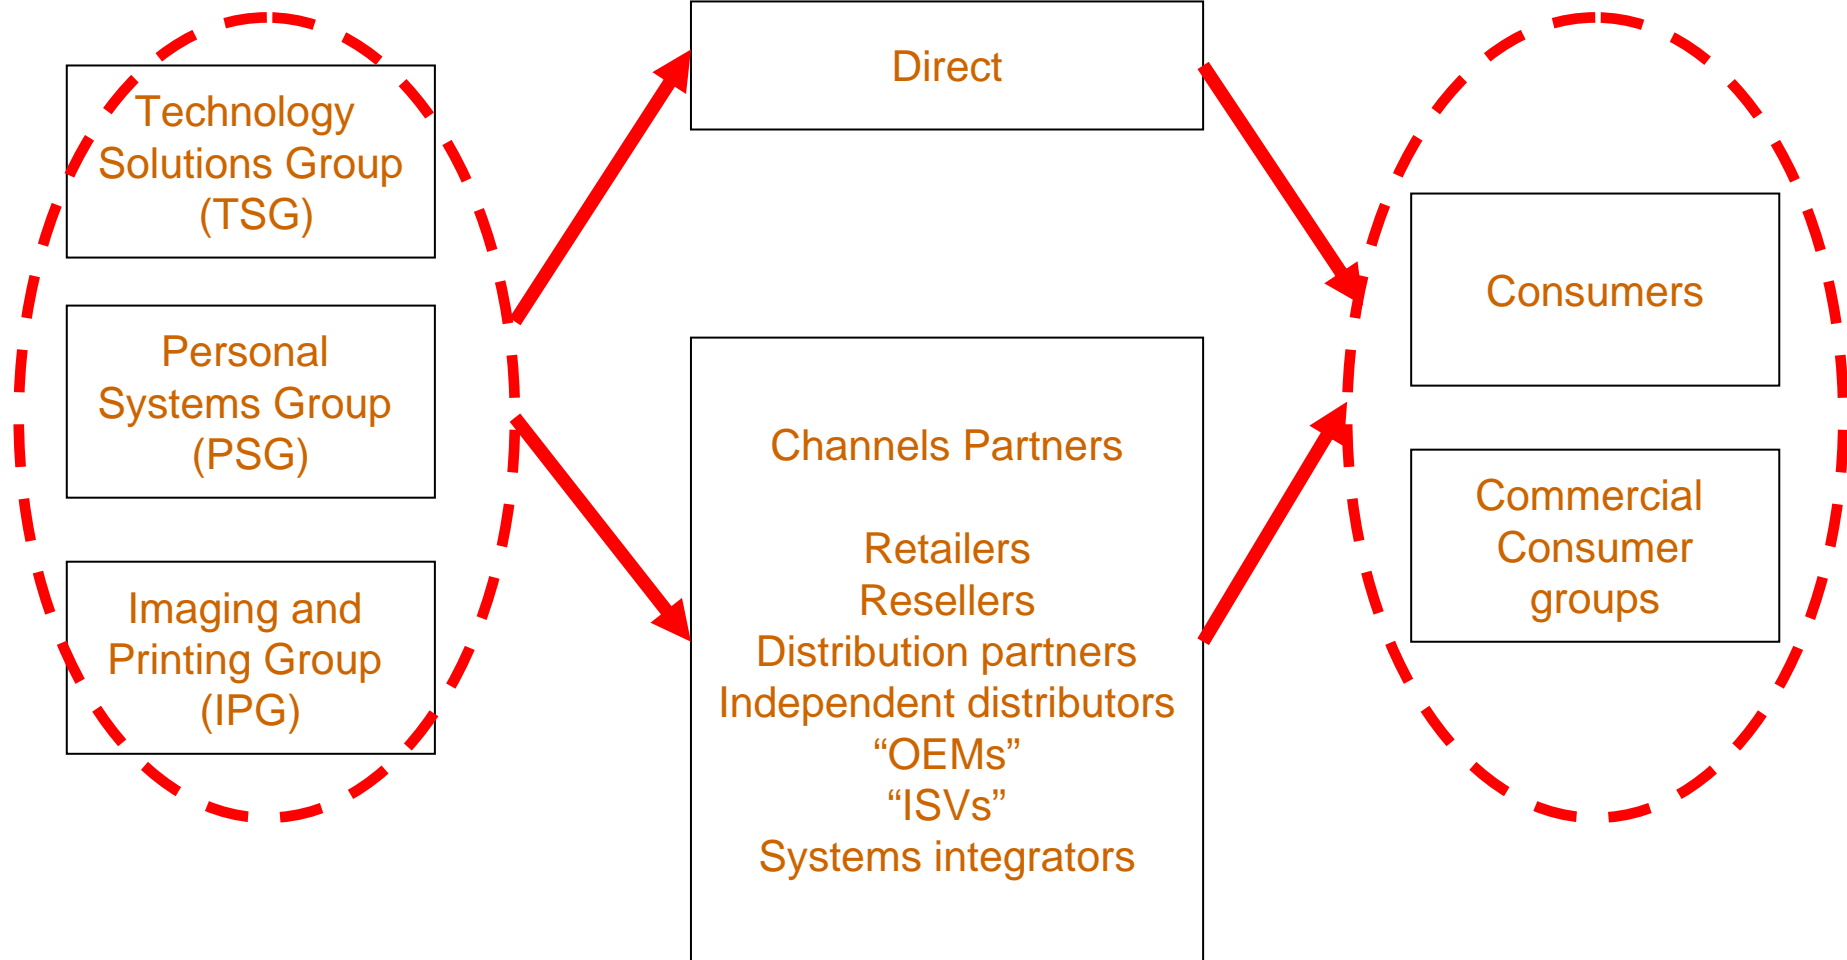 Technology
Solutions Group
(TSG)
Personal
Systems Group
(PSG)
Imaging and
Printing Group
(IPG)
Direct
Channels Partners
Retailers
Resellers
Distribution partners
Independent distributors
“OEMs”
“ISVs”
Systems integrators
Consumers
Commercial
Consumer
groups